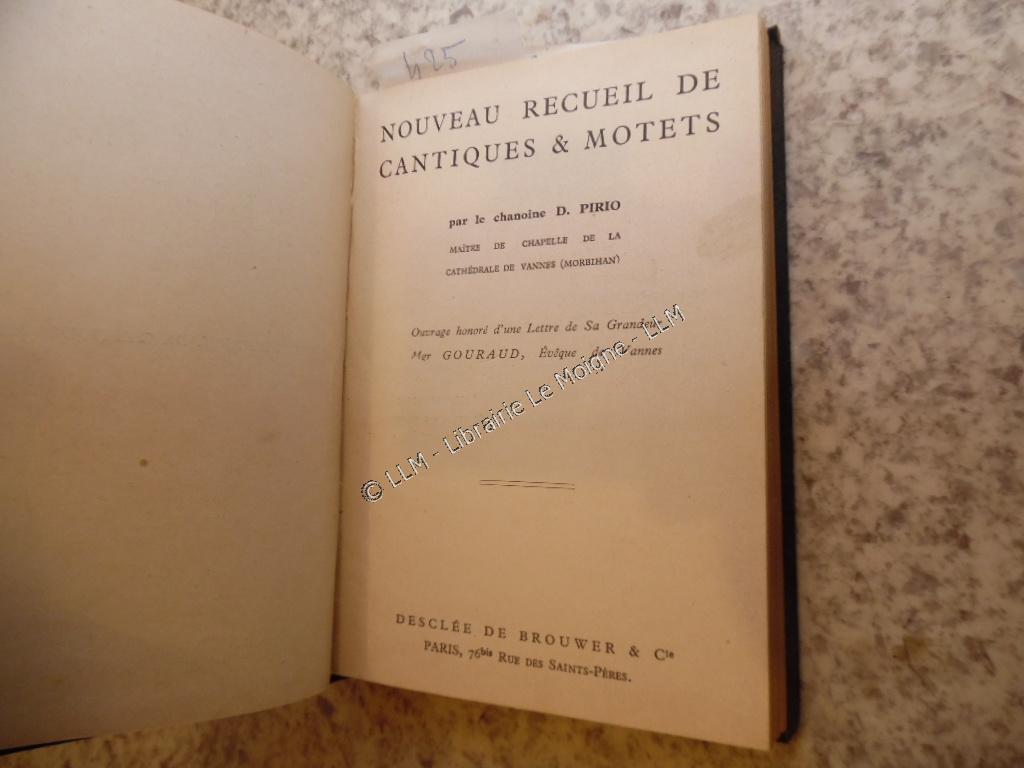 425
NOUVEAU RECUEIL DE
CANTIQUES & MOTETS
par le chanoine D. PIRIO
MAÎTRE DE CHAPELLE DE LA
CATHÉDRALE DE VANNES (MORBIHAN)
Ouvrage honoré d'une Lettre de Sa Grandeur
Mgr GOURAUD, Évêque de Vannes
© LLM - Librairie Le Moigne - LLM
DESCLÉE DE BROUWER & Cie
PARIS, 76bis RUE DES SAINTS-PÈRES.